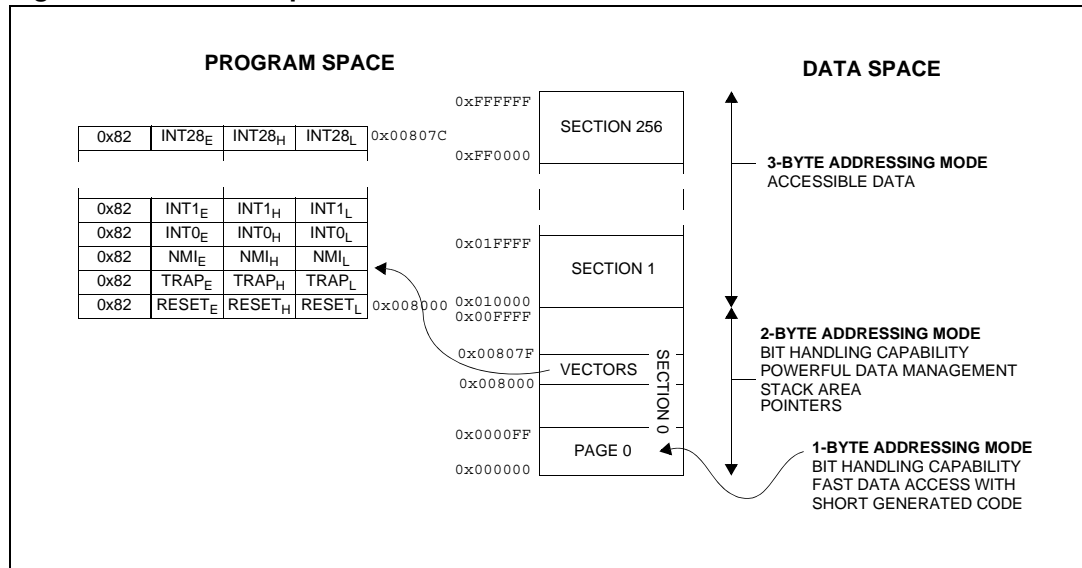 PROGRAM SPACE
DATA SPACE
0xFFFFFF
SECTION 256
0xFF0000
0x82 INT28E INT28H INT28L 0x00807C
0x82 INT1E INT1H INT1L
0x82 INT0E INT0H INT0L
0x82 NMIE NMIH NMIL
0x82 TRAPE TRAPH TRAPL
0x82 RESETE RESETH RESETL 0x008000
0x01FFFF
SECTION 1
0x010000
0x00FFFF
0x00807F
VECTORS
0x008000
SECTION 0
0x0000FF
PAGE 0
0x000000
3-BYTE ADDRESSING MODE
ACCESSIBLE DATA
2-BYTE ADDRESSING MODE
BIT HANDLING CAPABILITY
POWERFUL DATA MANAGEMENT
STACK AREA
POINTERS
1-BYTE ADDRESSING MODE
BIT HANDLING CAPABILITY
FAST DATA ACCESS WITH
SHORT GENERATED CODE